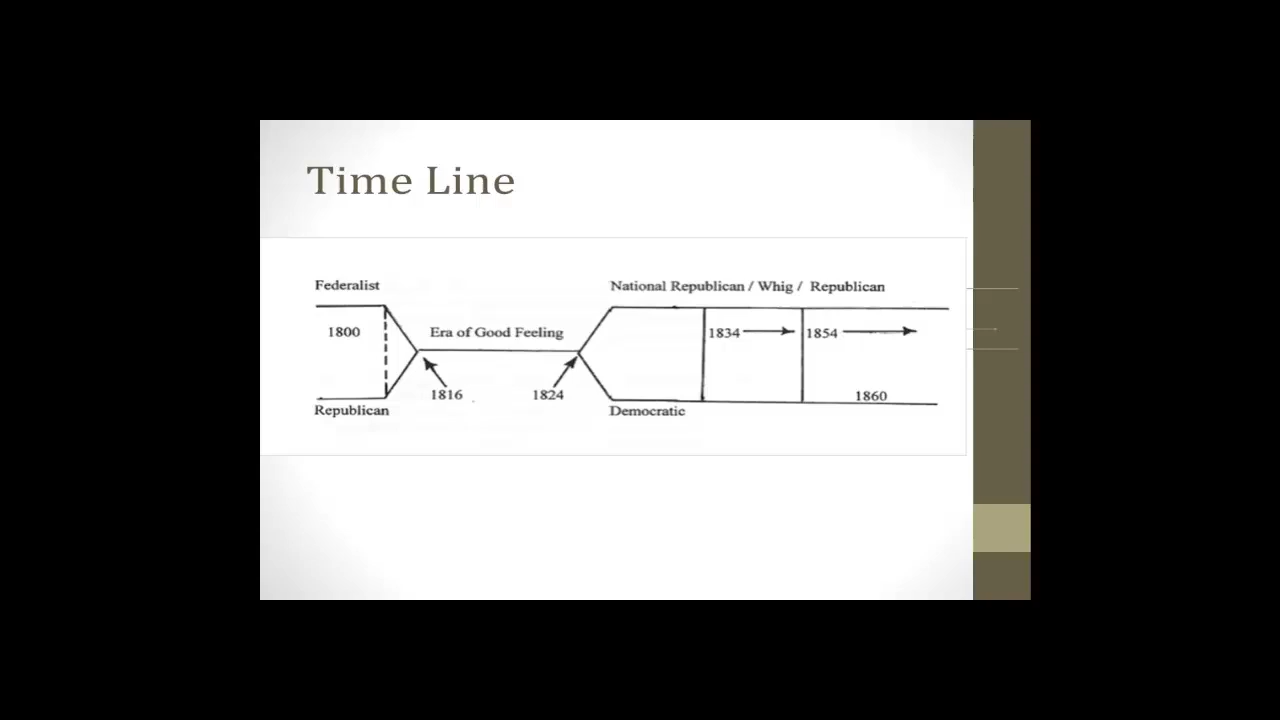 Time Line
Federalist
National Republican / Whig / Republican
1800
Era of Good Feeling
1834
1854
1816
1824
1860
Republican
Democratic